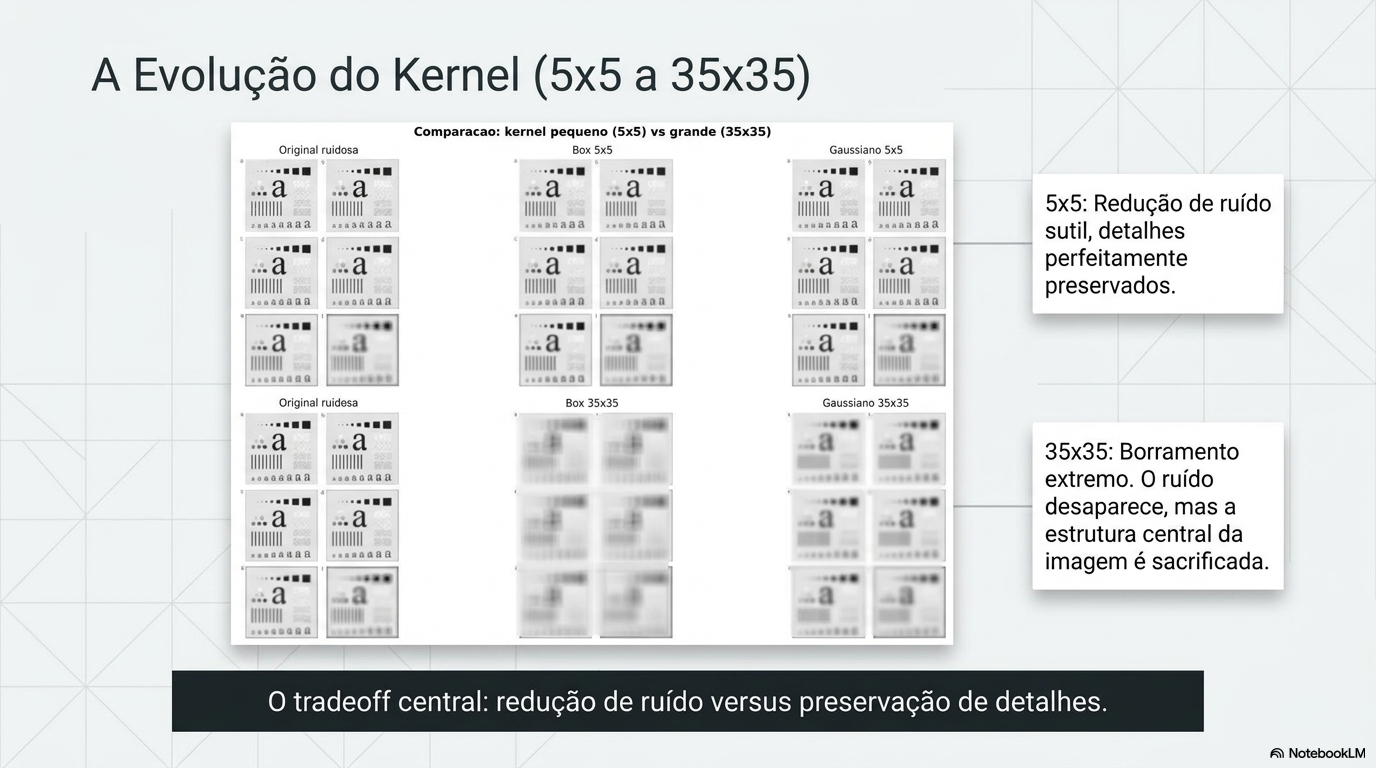 A Evolução do Kernel (5x5 a 35x35)
Comparacao: kernel pequeno (5x5) vs grande (35x35)
Original ruidosa
Box 5x5
Gaussiano 5x5
5x5: Redução de ruído
sutil, detalhes
perfeitamente
preservados.
Original ruidesa
Box 35x35
Gaussiano 35x35
35x35: Borramento
extremo. O ruído
desaparece, mas a
estrutura central da
imagem é sacrificada.
O tradeoff central: redução de ruído versus preservação de detalhes.
NotebookLM